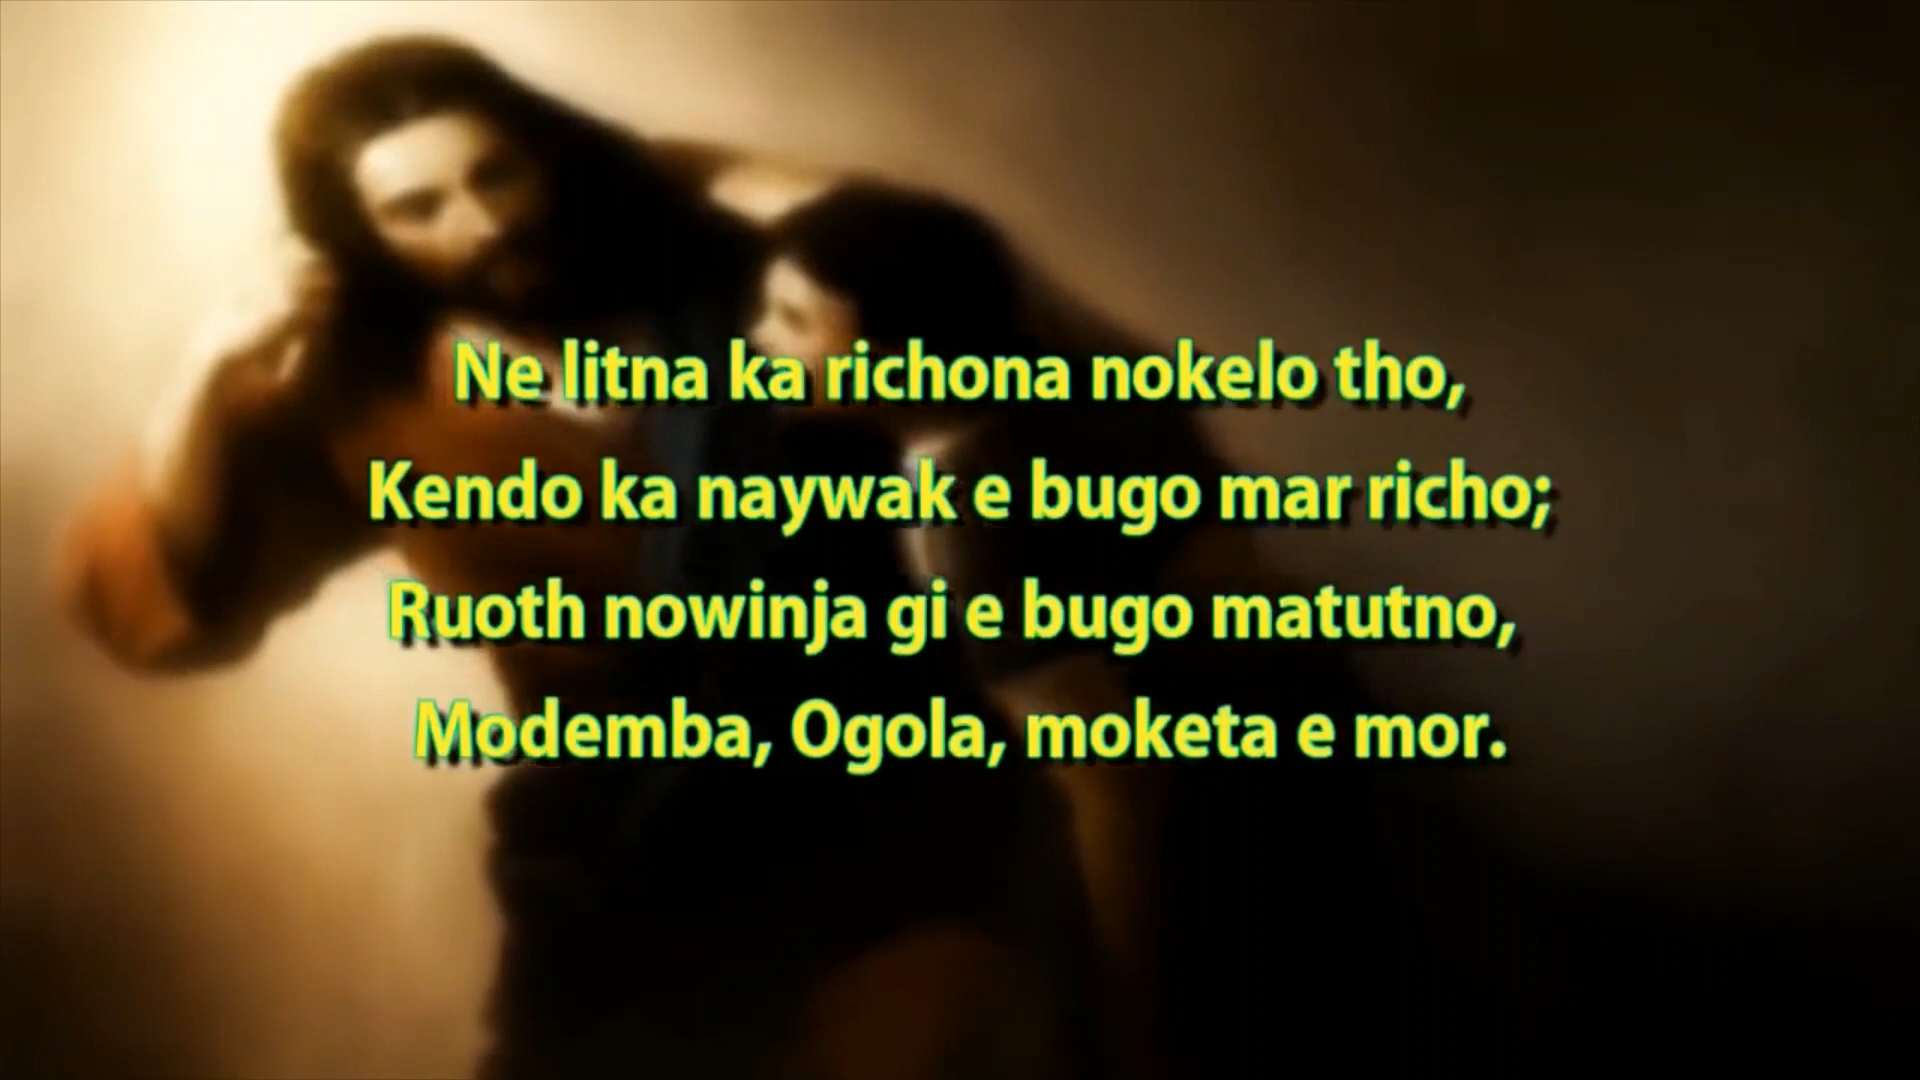 Ne litna ka richona nokelo tho,
Kendo ka naywak e bugo mar richo;
Ruoth nowinja gi e bugo matutno,
Modemba, Ogola, moketa e mor.